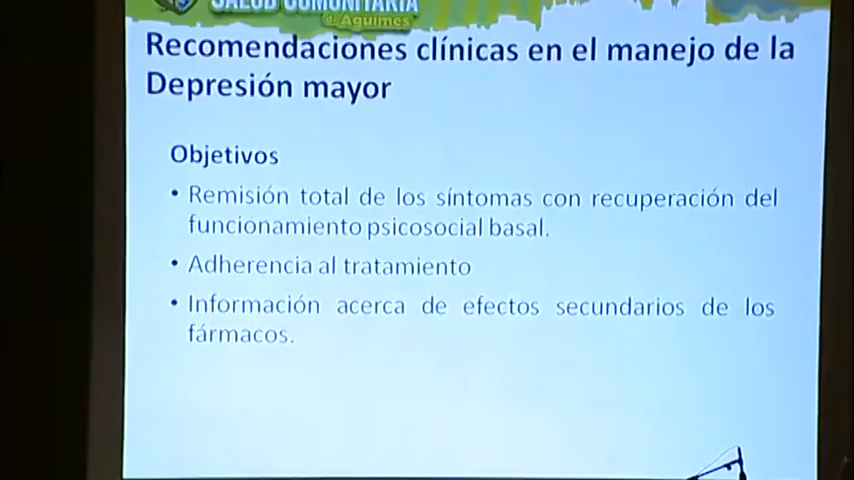 SALUD COMUNITARIA
de Agüimes
Recomendaciones clínicas en el manejo de la
Depresión mayor
Objetivos
• Remisión total de los síntomas con recuperación del
funcionamiento psicosocial basal.
• Adherencia al tratamiento
• Información acerca de efectos secundarios de los
fármacos.